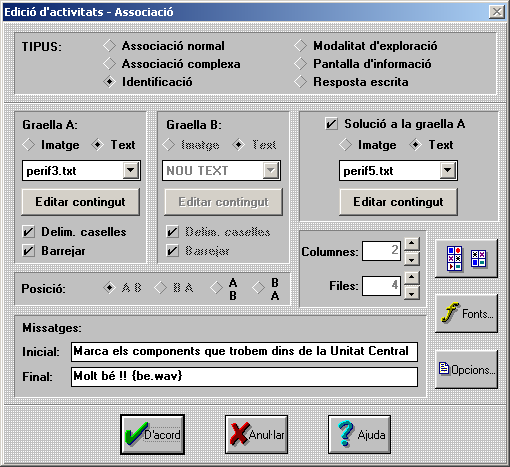 Edició d'activitats - Associació
TIPUS:
Associació normal
Associació complexa
Identificació
Modalitat d'exploració
Pantalla d'informació
Resposta escrita
Graella A:
Imatge Text
perif3.txt
Editar contingut
Delim. caselles
Barrejar
Graella B:
Imatge Text
NOU TEXT
Editar contingut
Delim. caselles
Barrejar
Solució a la graella A
Imatge Text
perif5.txt
Editar contingut
Posició:
A B
B A
A
B
B
A
Columnes: 2
Files: 4
Fonts...
Opcions...
Missatges:
Inicial: Marca els components que trobem dins de la Unitat Central
Final: Molt bé !! {be.wav}
D'acord
Anul·lar
Ajuda